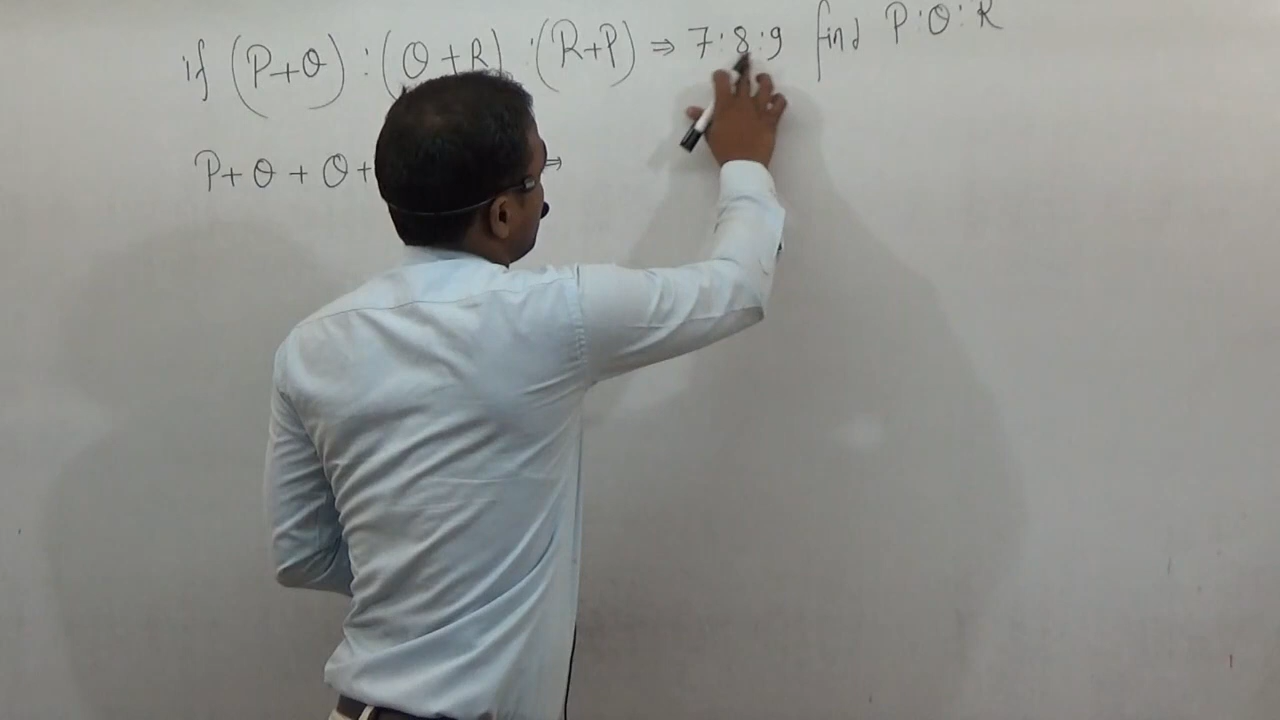 if (P+Q) : (Q+R) : (R+P) ⇒ 7:8:9 find P:Q:R
P+ Q + Q + ⇒